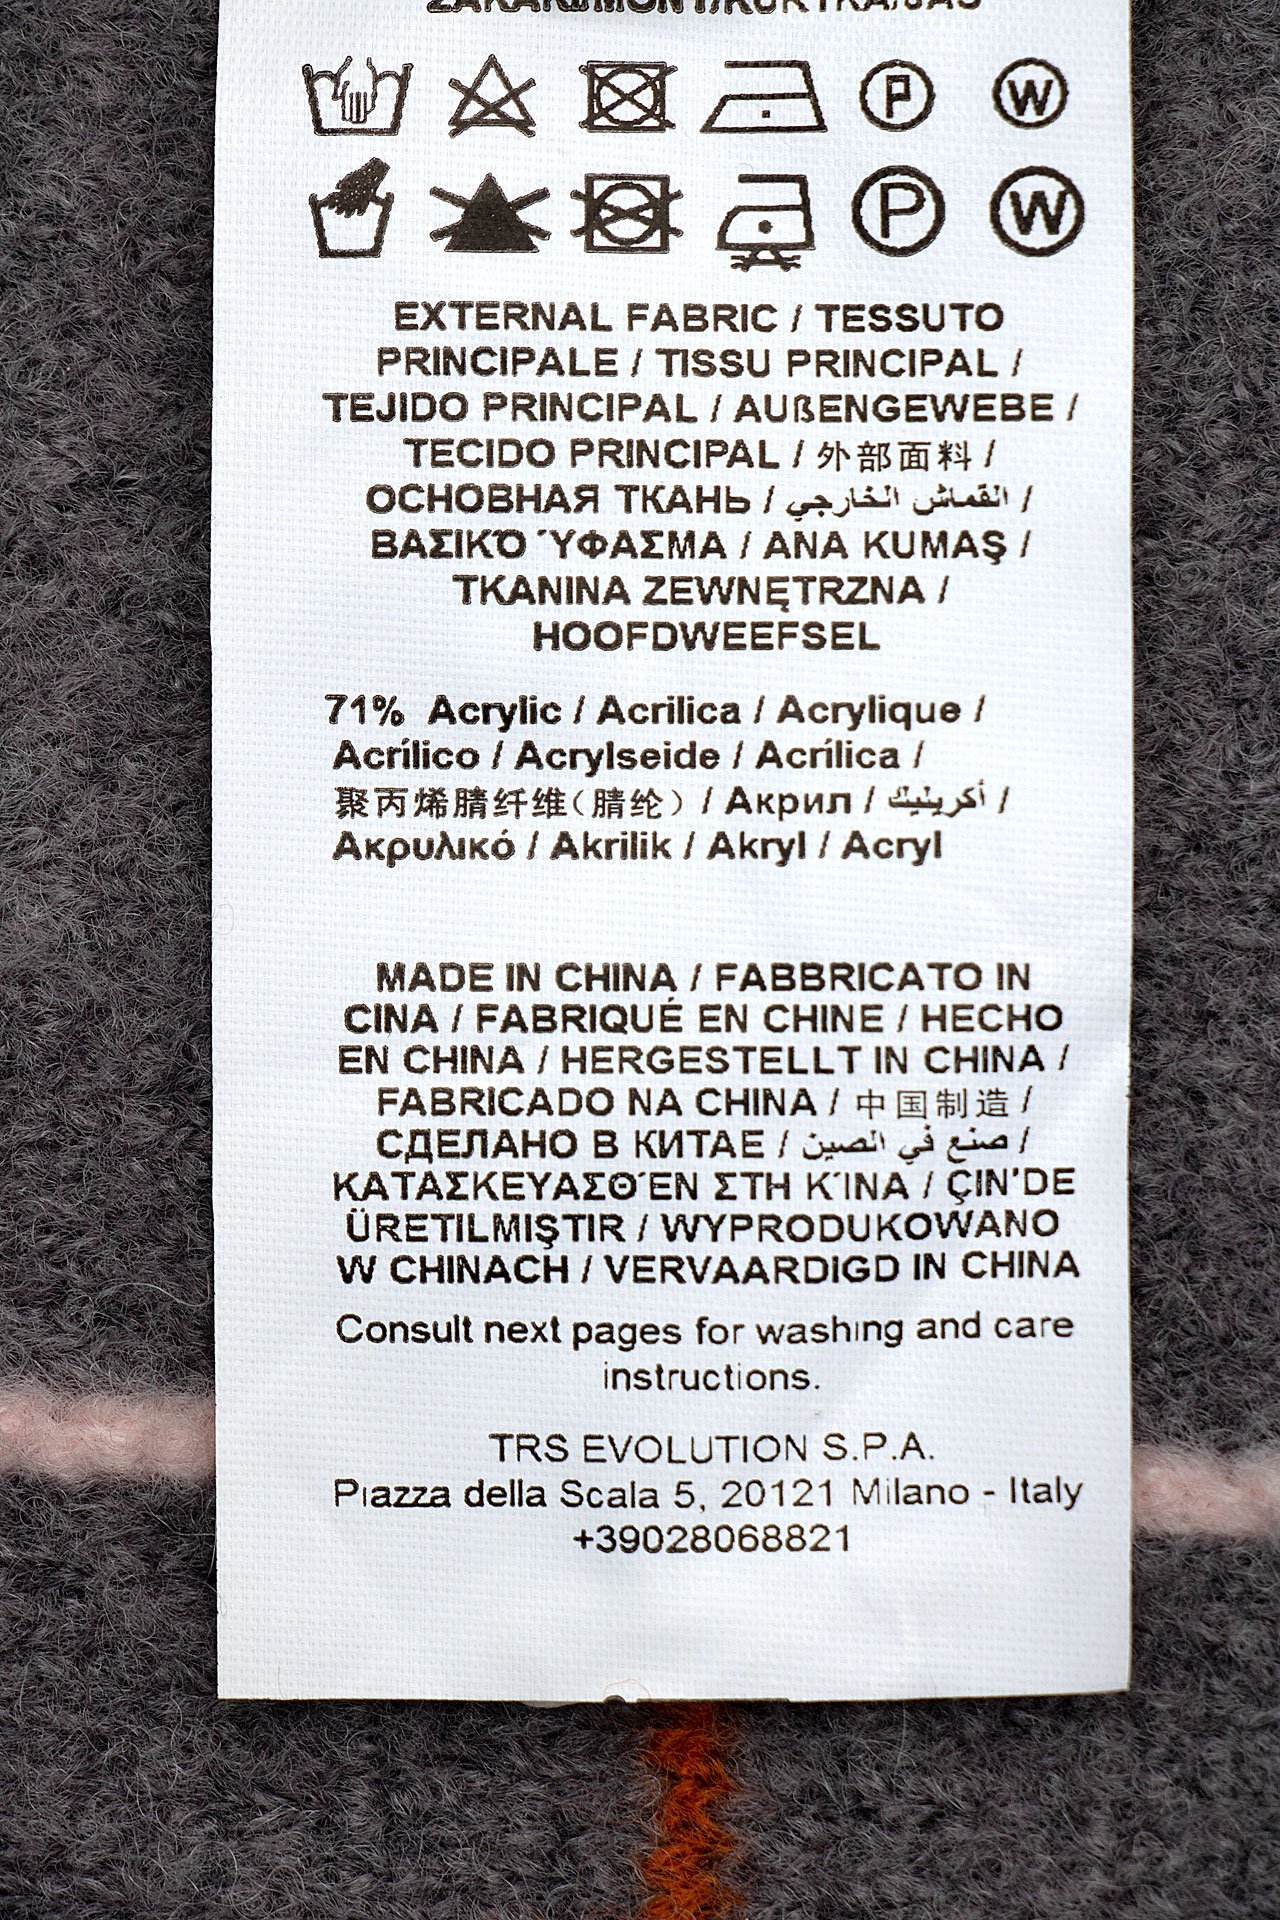 P W
P W
EXTERNAL FABRIC / TESSUTO
PRINCIPALE / TISSU PRINCIPAL /
TEJIDO PRINCIPAL / AUßENGEWEBE /
TECIDO PRINCIPAL / 外部面料 /
ОСНОВНАЯ ТКАНЬ / القماش الخارجي /
ΒΑΣΙΚΌ ΎΦΑΣΜΑ / ANA KUMAŞ /
TKANINA ZEWNĘTRZNA /
HOOFDWEEFSEL
71% Acrylic / Acrilica / Acrylique /
Acrílico / Acrylseide / Acrílica /
聚丙烯腈纤维(腈纶) / Акрил / أكرينيك /
Ακρυλικό / Akrilik / Akryl / Acryl
MADE IN CHINA / FABBRICATO IN
CINA / FABRIQUÉ EN CHINE / HECHO
EN CHINA / HERGESTELLT IN CHINA /
FABRICADO NA CHINA / 中国制造 /
СДЕЛАНО В КИТАЕ / صنع في الصين /
ΚΑΤΑΣΚΕΥΑΣΘΈΝ ΣΤΗ ΚΊΝΑ / ÇIN'DE
ÜRETILMIŞTIR / WYPRODUKOWANO
W CHINACH / VERVAARDIGD IN CHINA
Consult next pages for washing and care
instructions.
TRS EVOLUTION S.P.A.
Piazza della Scala 5, 20121 Milano - Italy
+39028068821